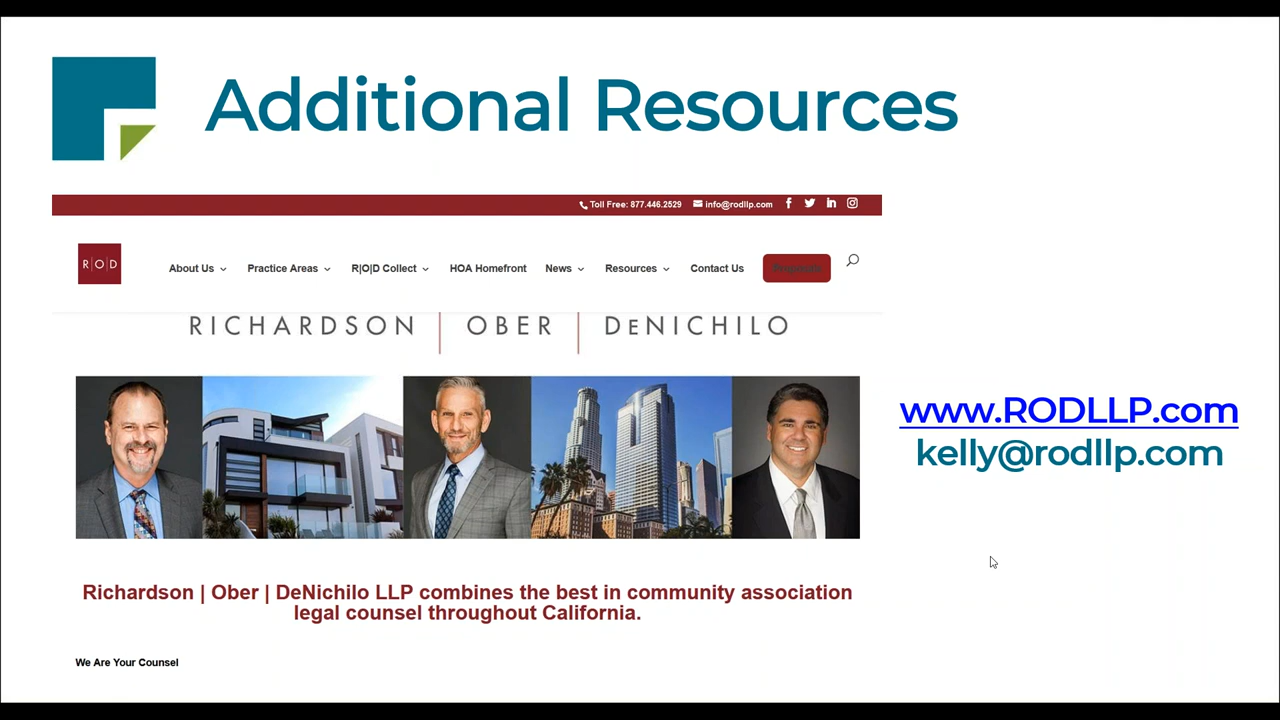 Additional Resources
Toll Free: 877.446.2529 info@rodllp.com
R|O|D
About Us Practice Areas R|O|D Collect HOA Homefront News Resources Contact Us Proposals
RICHARDSON | OBER | DENICHILO
www.RODLLP.com
kelly@rodllp.com
Richardson | Ober | DeNichilo LLP combines the best in community association
legal counsel throughout California.
We Are Your Counsel